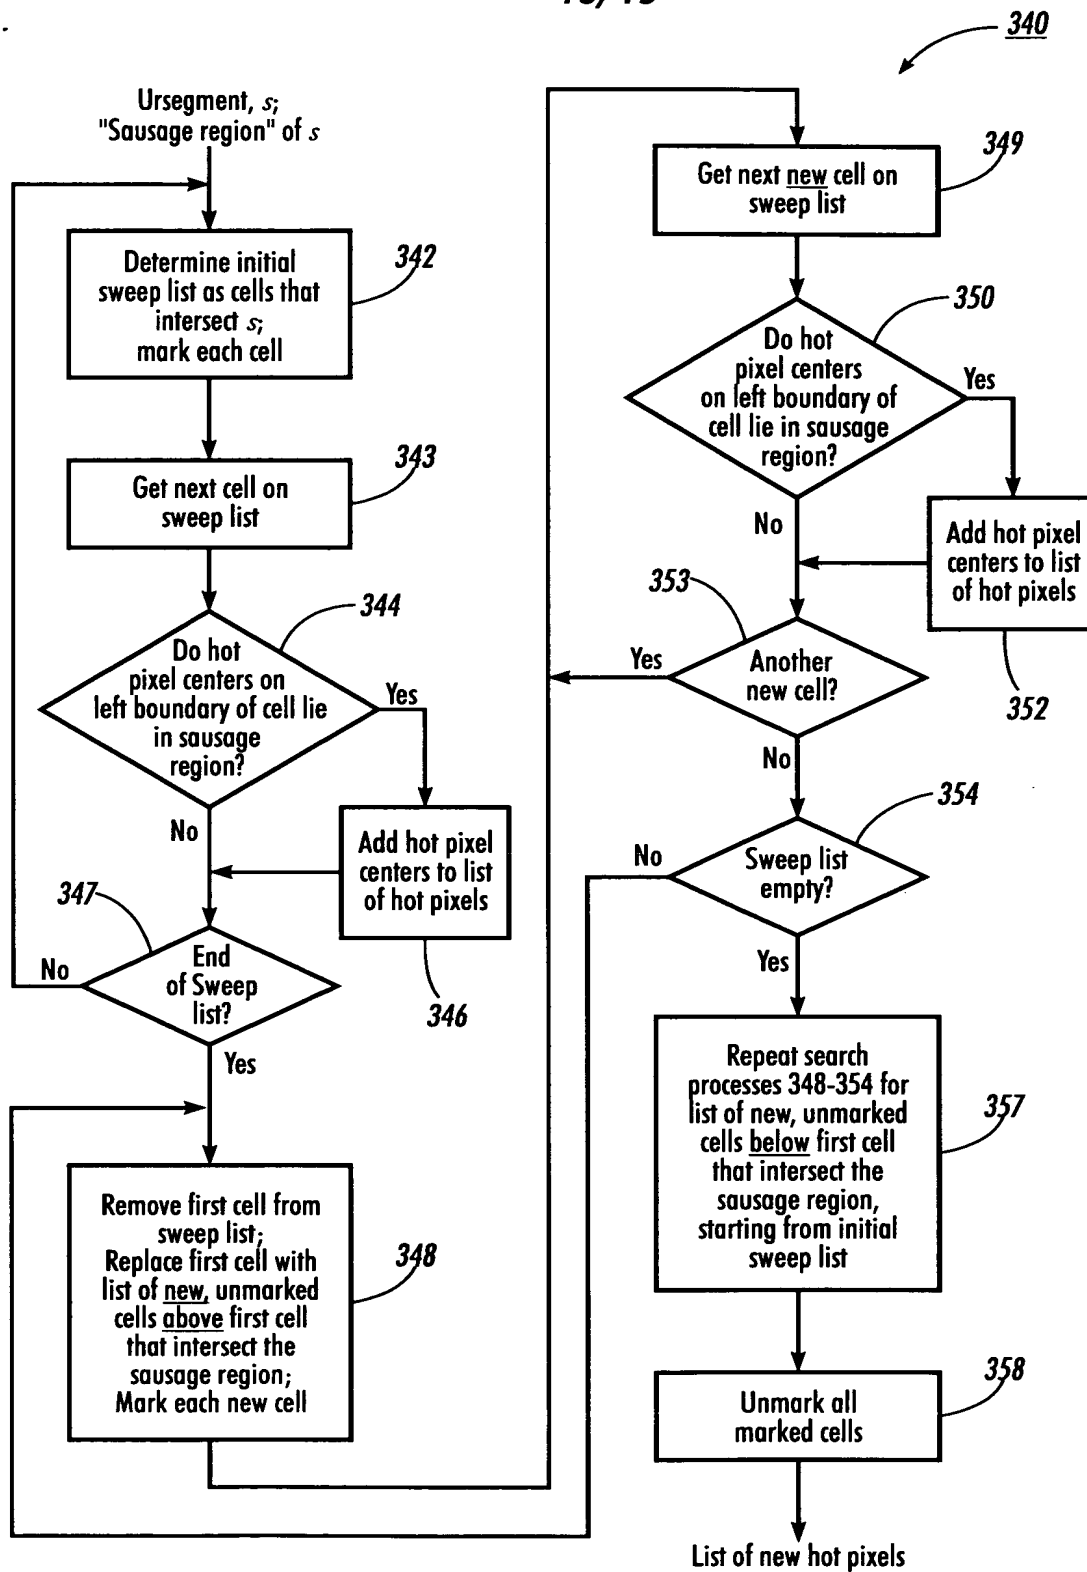 340
Ursegment, s;
"Sausage region" of s
342
Determine initial
sweep list as cells that
intersect s;
mark each cell
343
Get next cell on
sweep list
344
Do hot
pixel centers on
left boundary of cell lie
in sausage
region?
Yes
No
Add hot pixel
centers to list
of hot pixels
346
347
End
of Sweep
list?
No
Yes
348
Remove first cell from
sweep list;
Replace first cell with
list of new, unmarked
cells above first cell
that intersect the
sausage region;
Mark each new cell
349
Get next new cell on
sweep list
350
Do hot
pixel centers
on left boundary of
cell lie in sausage
region?
Yes
No
Add hot pixel
centers to list
of hot pixels
352
353
Another
new cell?
Yes
No
354
Sweep list
empty?
No
Yes
357
Repeat search
processes 348-354 for
list of new, unmarked
cells below first cell
that intersect the
sausage region,
starting from initial
sweep list
358
Unmark all
marked cells
List of new hot pixels